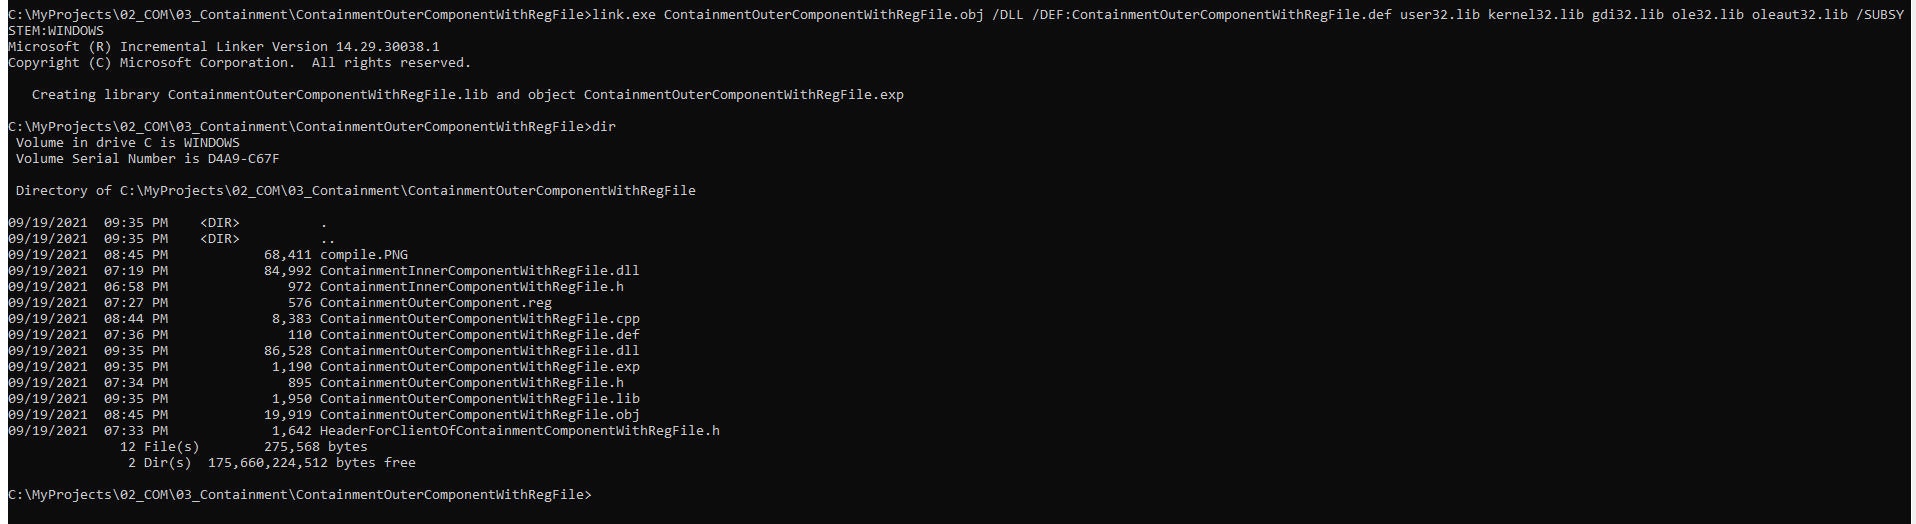 C:\MyProjects\02_COM\03_Containment\ContainmentOuterComponentWithRegFile>link.exe ContainmentOuterComponentWithRegFile.obj /DLL /DEF:ContainmentOuterComponentWithRegFile.def user32.lib kernel32.lib gdi32.lib ole32.lib oleaut32.lib /SUBSY
STEM:WINDOWS
Microsoft (R) Incremental Linker Version 14.29.30038.1
Copyright (C) Microsoft Corporation.  All rights reserved.

   Creating library ContainmentOuterComponentWithRegFile.lib and object ContainmentOuterComponentWithRegFile.exp

C:\MyProjects\02_COM\03_Containment\ContainmentOuterComponentWithRegFile>dir
 Volume in drive C is WINDOWS
 Volume Serial Number is D4A9-C67F

 Directory of C:\MyProjects\02_COM\03_Containment\ContainmentOuterComponentWithRegFile

09/19/2021  09:35 PM    <DIR>          .
09/19/2021  09:35 PM    <DIR>          ..
09/19/2021  08:45 PM            68,411 compile.PNG
09/19/2021  07:19 PM            84,992 ContainmentInnerComponentWithRegFile.dll
09/19/2021  06:58 PM               972 ContainmentInnerComponentWithRegFile.h
09/19/2021  07:27 PM               576 ContainmentOuterComponent.reg
09/19/2021  08:44 PM             8,383 ContainmentOuterComponentWithRegFile.cpp
09/19/2021  07:36 PM               110 ContainmentOuterComponentWithRegFile.def
09/19/2021  09:35 PM            86,528 ContainmentOuterComponentWithRegFile.dll
09/19/2021  09:35 PM             1,190 ContainmentOuterComponentWithRegFile.exp
09/19/2021  07:34 PM               895 ContainmentOuterComponentWithRegFile.h
09/19/2021  09:35 PM             1,950 ContainmentOuterComponentWithRegFile.lib
09/19/2021  08:45 PM            19,919 ContainmentOuterComponentWithRegFile.obj
09/19/2021  07:33 PM             1,642 HeaderForClientOfContainmentComponentWithRegFile.h
              12 File(s)        275,568 bytes
               2 Dir(s)  175,660,224,512 bytes free

C:\MyProjects\02_COM\03_Containment\ContainmentOuterComponentWithRegFile>